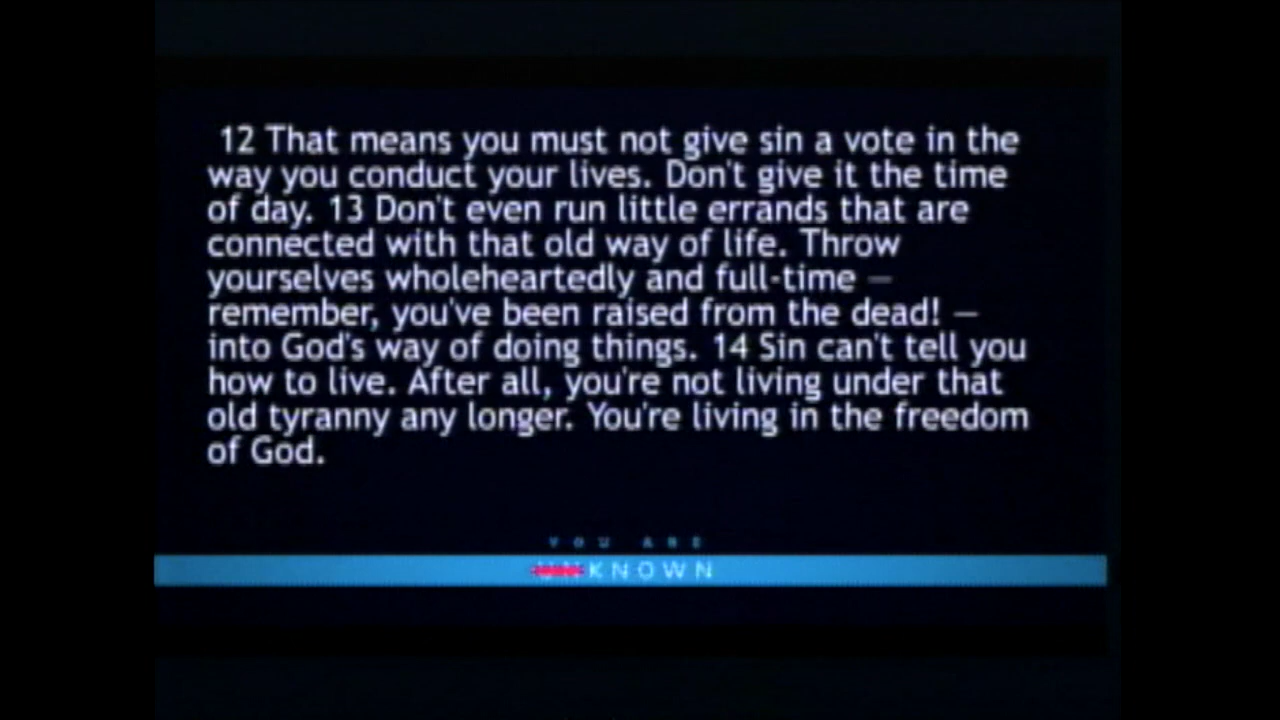 12 That means you must not give sin a vote in the
way you conduct your lives. Don't give it the time
of day. 13 Don't even run little errands that are
connected with that old way of life. Throw
yourselves wholeheartedly and full-time —
remember, you've been raised from the dead! —
into God's way of doing things. 14 Sin can't tell you
how to live. After all, you're not living under that
old tyranny any longer. You're living in the freedom
of God.
YOU ARE
KNOWN